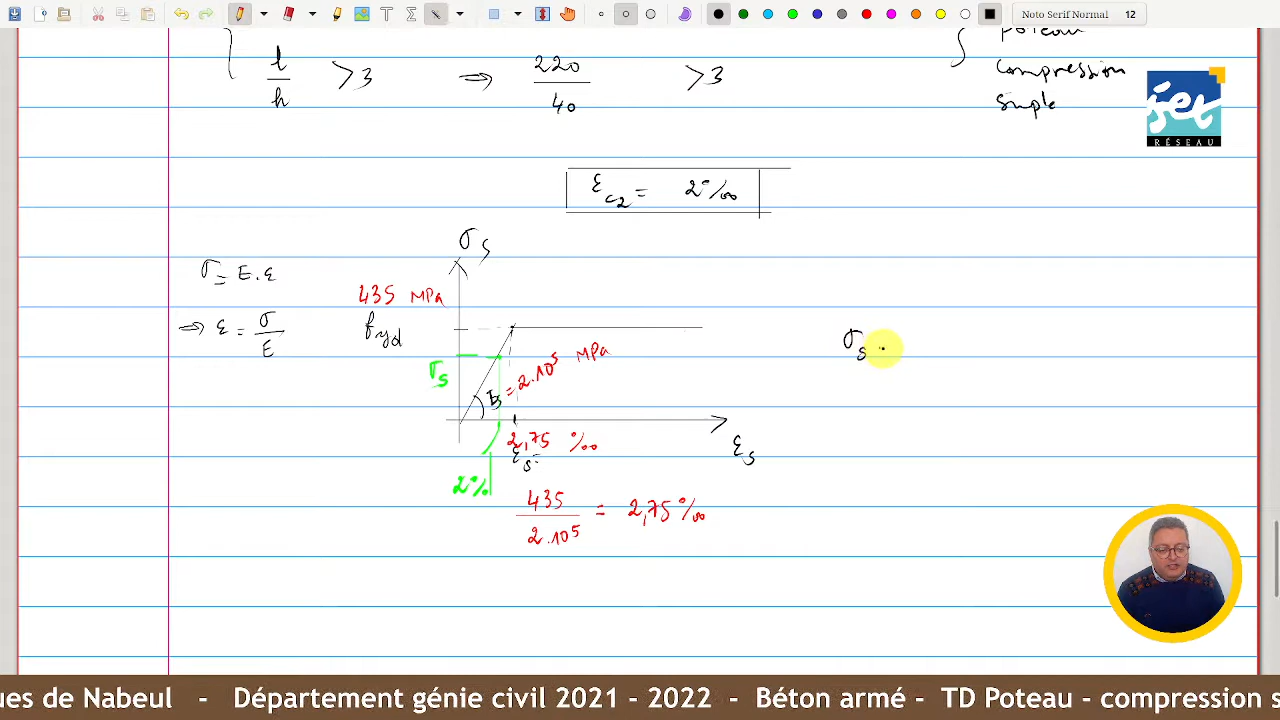 Noto Serif Normal 12
poteau
l/h >3 ⇒ 220/40 >3
compression
simple
iset
RÉSEAU
εc2 = 2‰
σs
σ = E.ε
435 MPa
⇒ ε = σ/E
fyd
σs
Es = 2.10⁵ MPa
σs
2,75 ‰
εs =
εs
2‰
435/2.10⁵ = 2,75‰
ues de Nabeul - Département génie civil 2021 - 2022 - Béton armé - TD Poteau - compression s